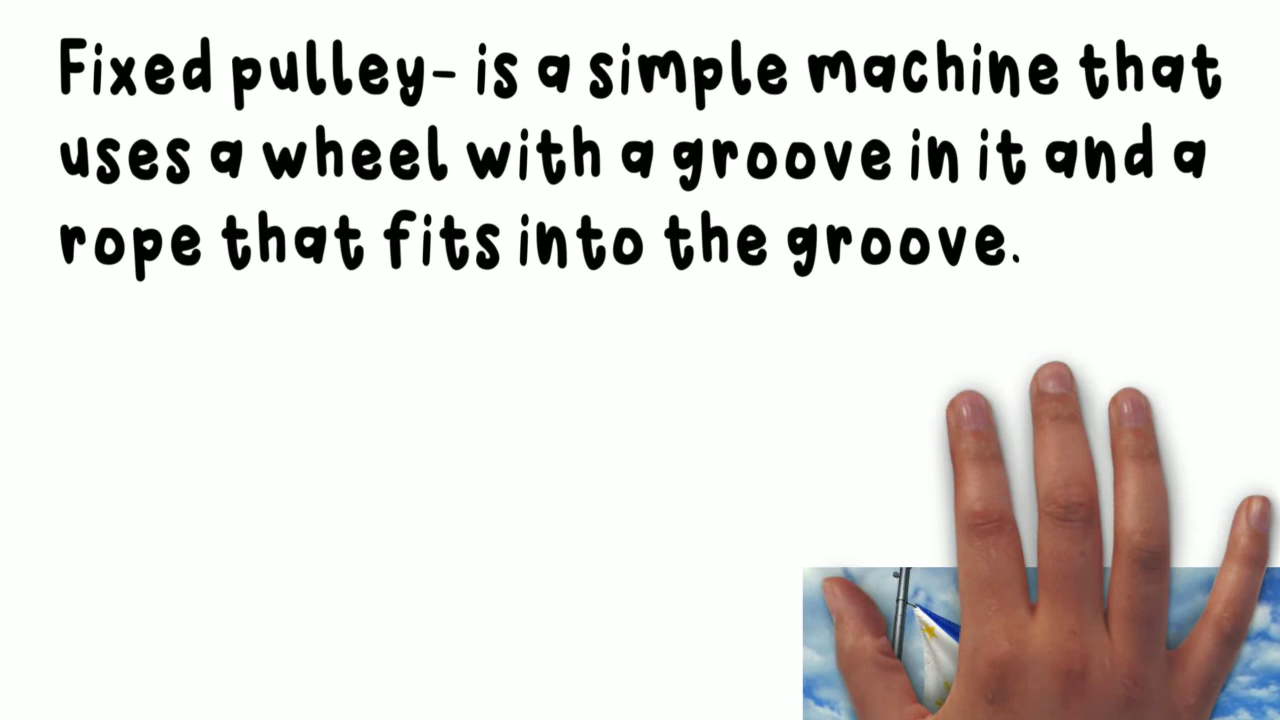 Fixed pulley- is a simple machine that
uses a wheel with a groove in it and a
rope that fits into the groove.